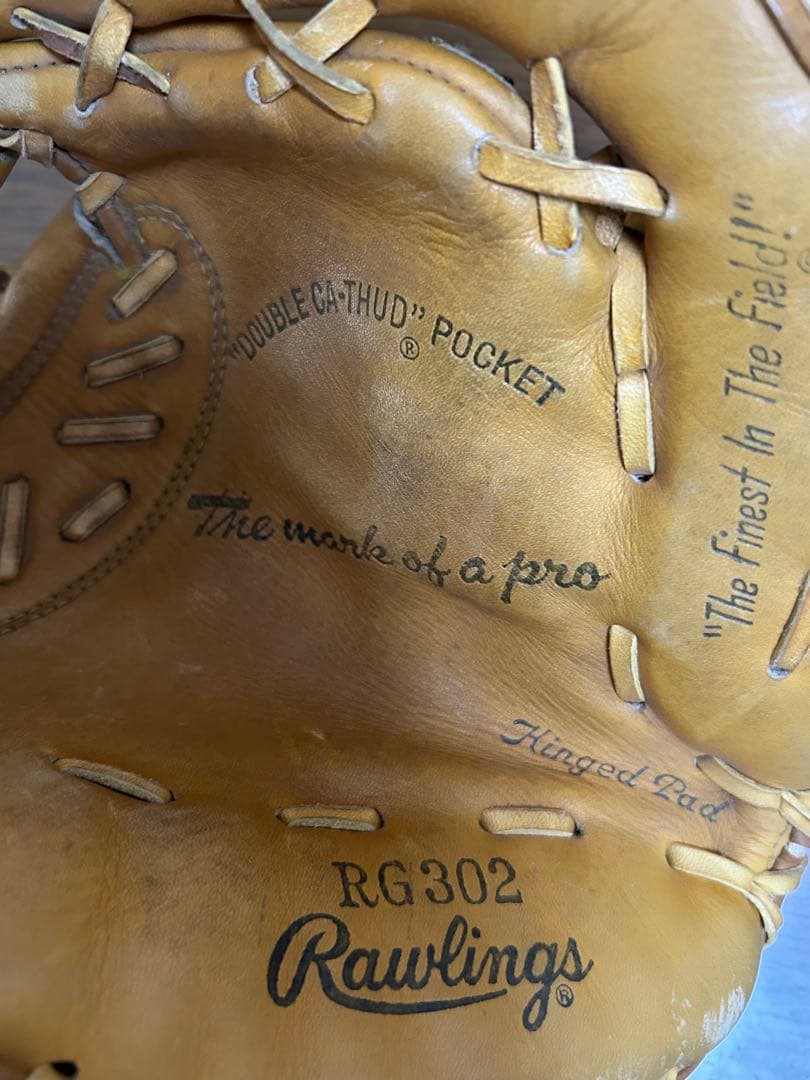 "DOUBLE CA-THUD"® POCKET
The mark of a pro
"The Finest In The Field!"®
Hinged Pad
RG302
Rawlings®